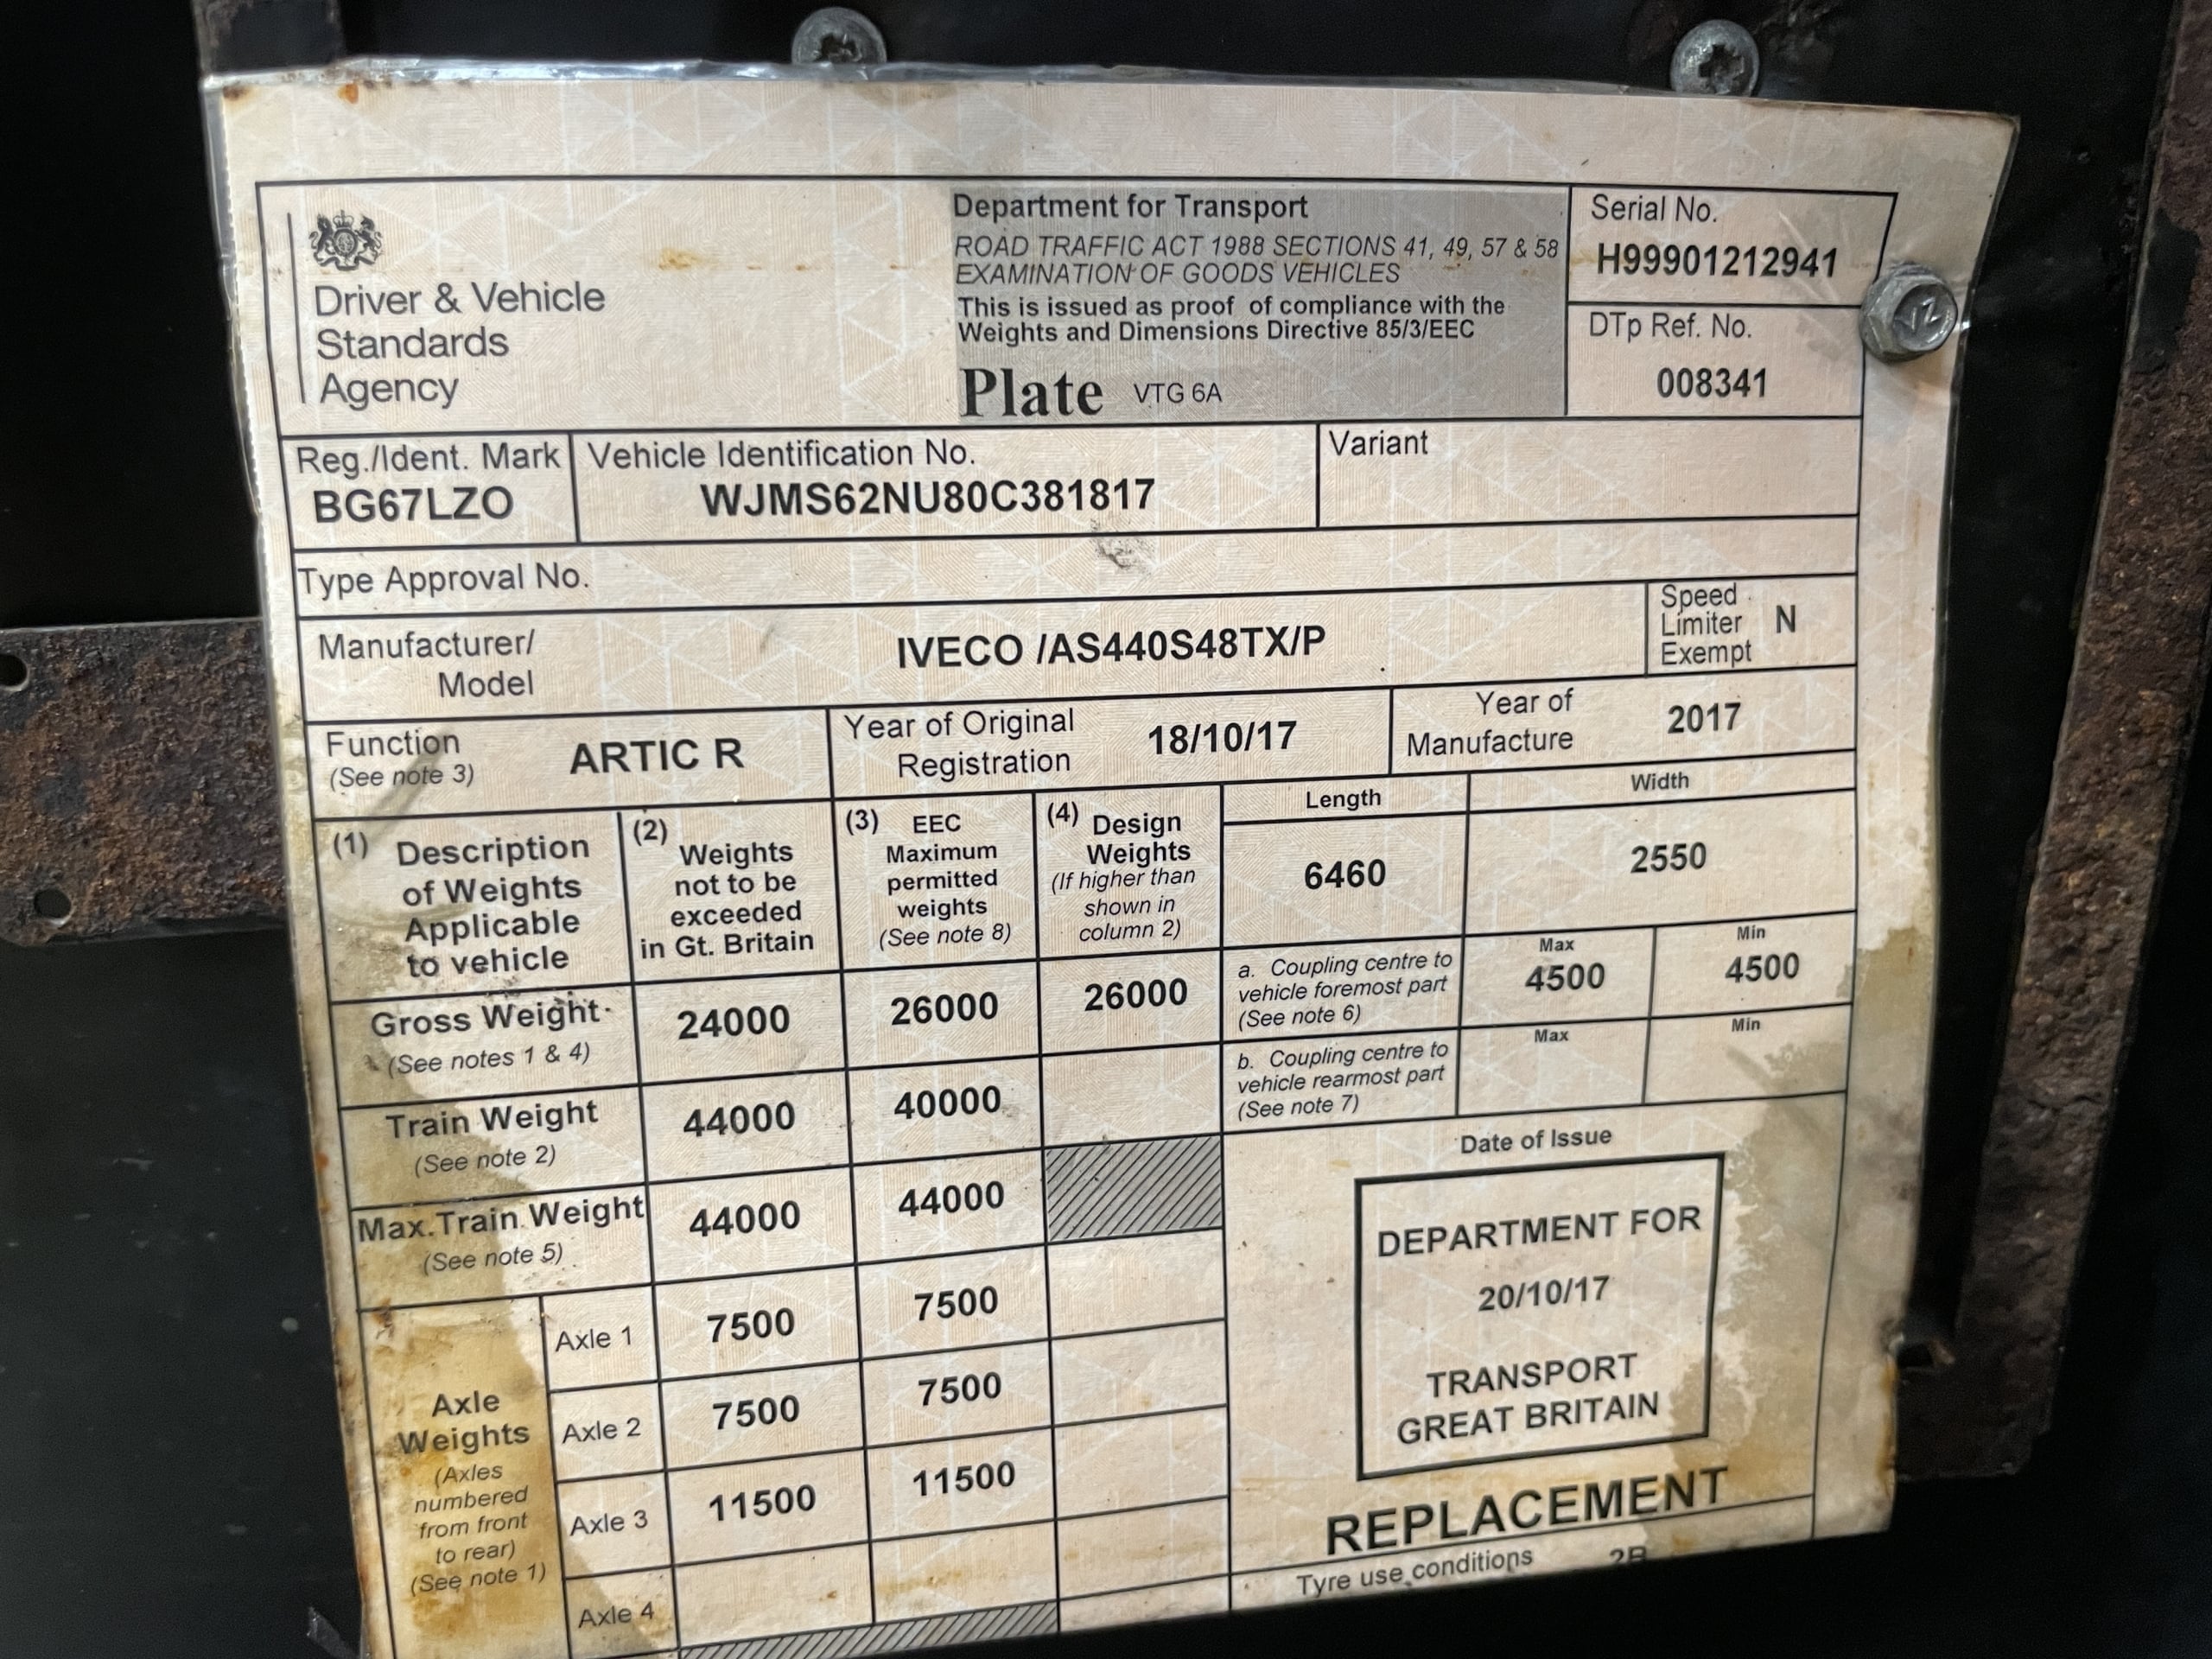 Driver & Vehicle
Standards
Agency
Department for Transport
ROAD TRAFFIC ACT 1988 SECTIONS 41, 49, 57 & 58
EXAMINATION OF GOODS VEHICLES
This is issued as proof of compliance with the
Weights and Dimensions Directive 85/3/EEC
Plate VTG 6A
Serial No.
H99901212941
DTp Ref. No.
008341
Reg./Ident. Mark
BG67LZO
Vehicle Identification No.
WJMS62NU80C381817
Variant
Type Approval No.
Manufacturer/
Model
IVECO /AS440S48TX/P
Speed
Limiter
Exempt
N
Function
(See note 3)
ARTIC R
Year of Original
Registration
18/10/17
Year of
Manufacture
2017
(1) Description
of Weights
Applicable
to vehicle
(2) Weights
not to be
exceeded
in Gt. Britain
(3) EEC
Maximum
permitted
weights
(See note 8)
(4) Design
Weights
(If higher than
shown in
column 2)
Length
6460
Width
2550
Gross Weight
(See notes 1 & 4)
24000
26000
26000
a. Coupling centre to
vehicle foremost part
(See note 6)
Max
4500
Min
4500
Train Weight
(See note 2)
44000
40000
b. Coupling centre to
vehicle rearmost part
(See note 7)
Max
Min
Max.Train Weight
(See note 5)
44000
44000
Axle
Weights
(Axles
numbered
from front
to rear)
(See note 1)
Axle 1
7500
7500
Axle 2
7500
7500
Axle 3
11500
11500
Axle 4
Date of Issue
DEPARTMENT FOR
20/10/17
TRANSPORT
GREAT BRITAIN
REPLACEMENT
Tyre use conditions